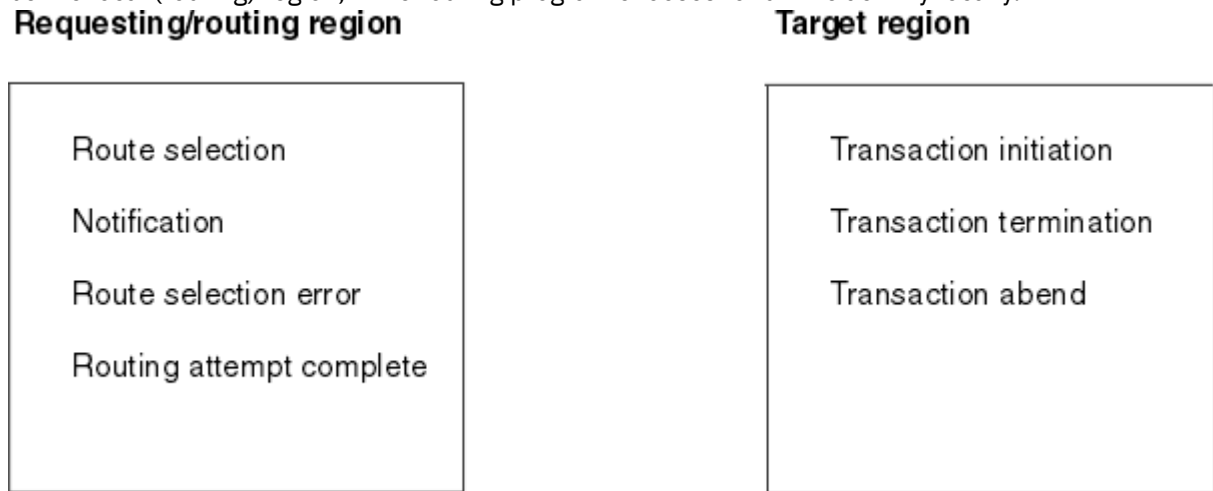 Requesting/routing region
Target region
Route selection
Notification
Route selection error
Routing attempt complete
Transaction initiation
Transaction termination
Transaction abend